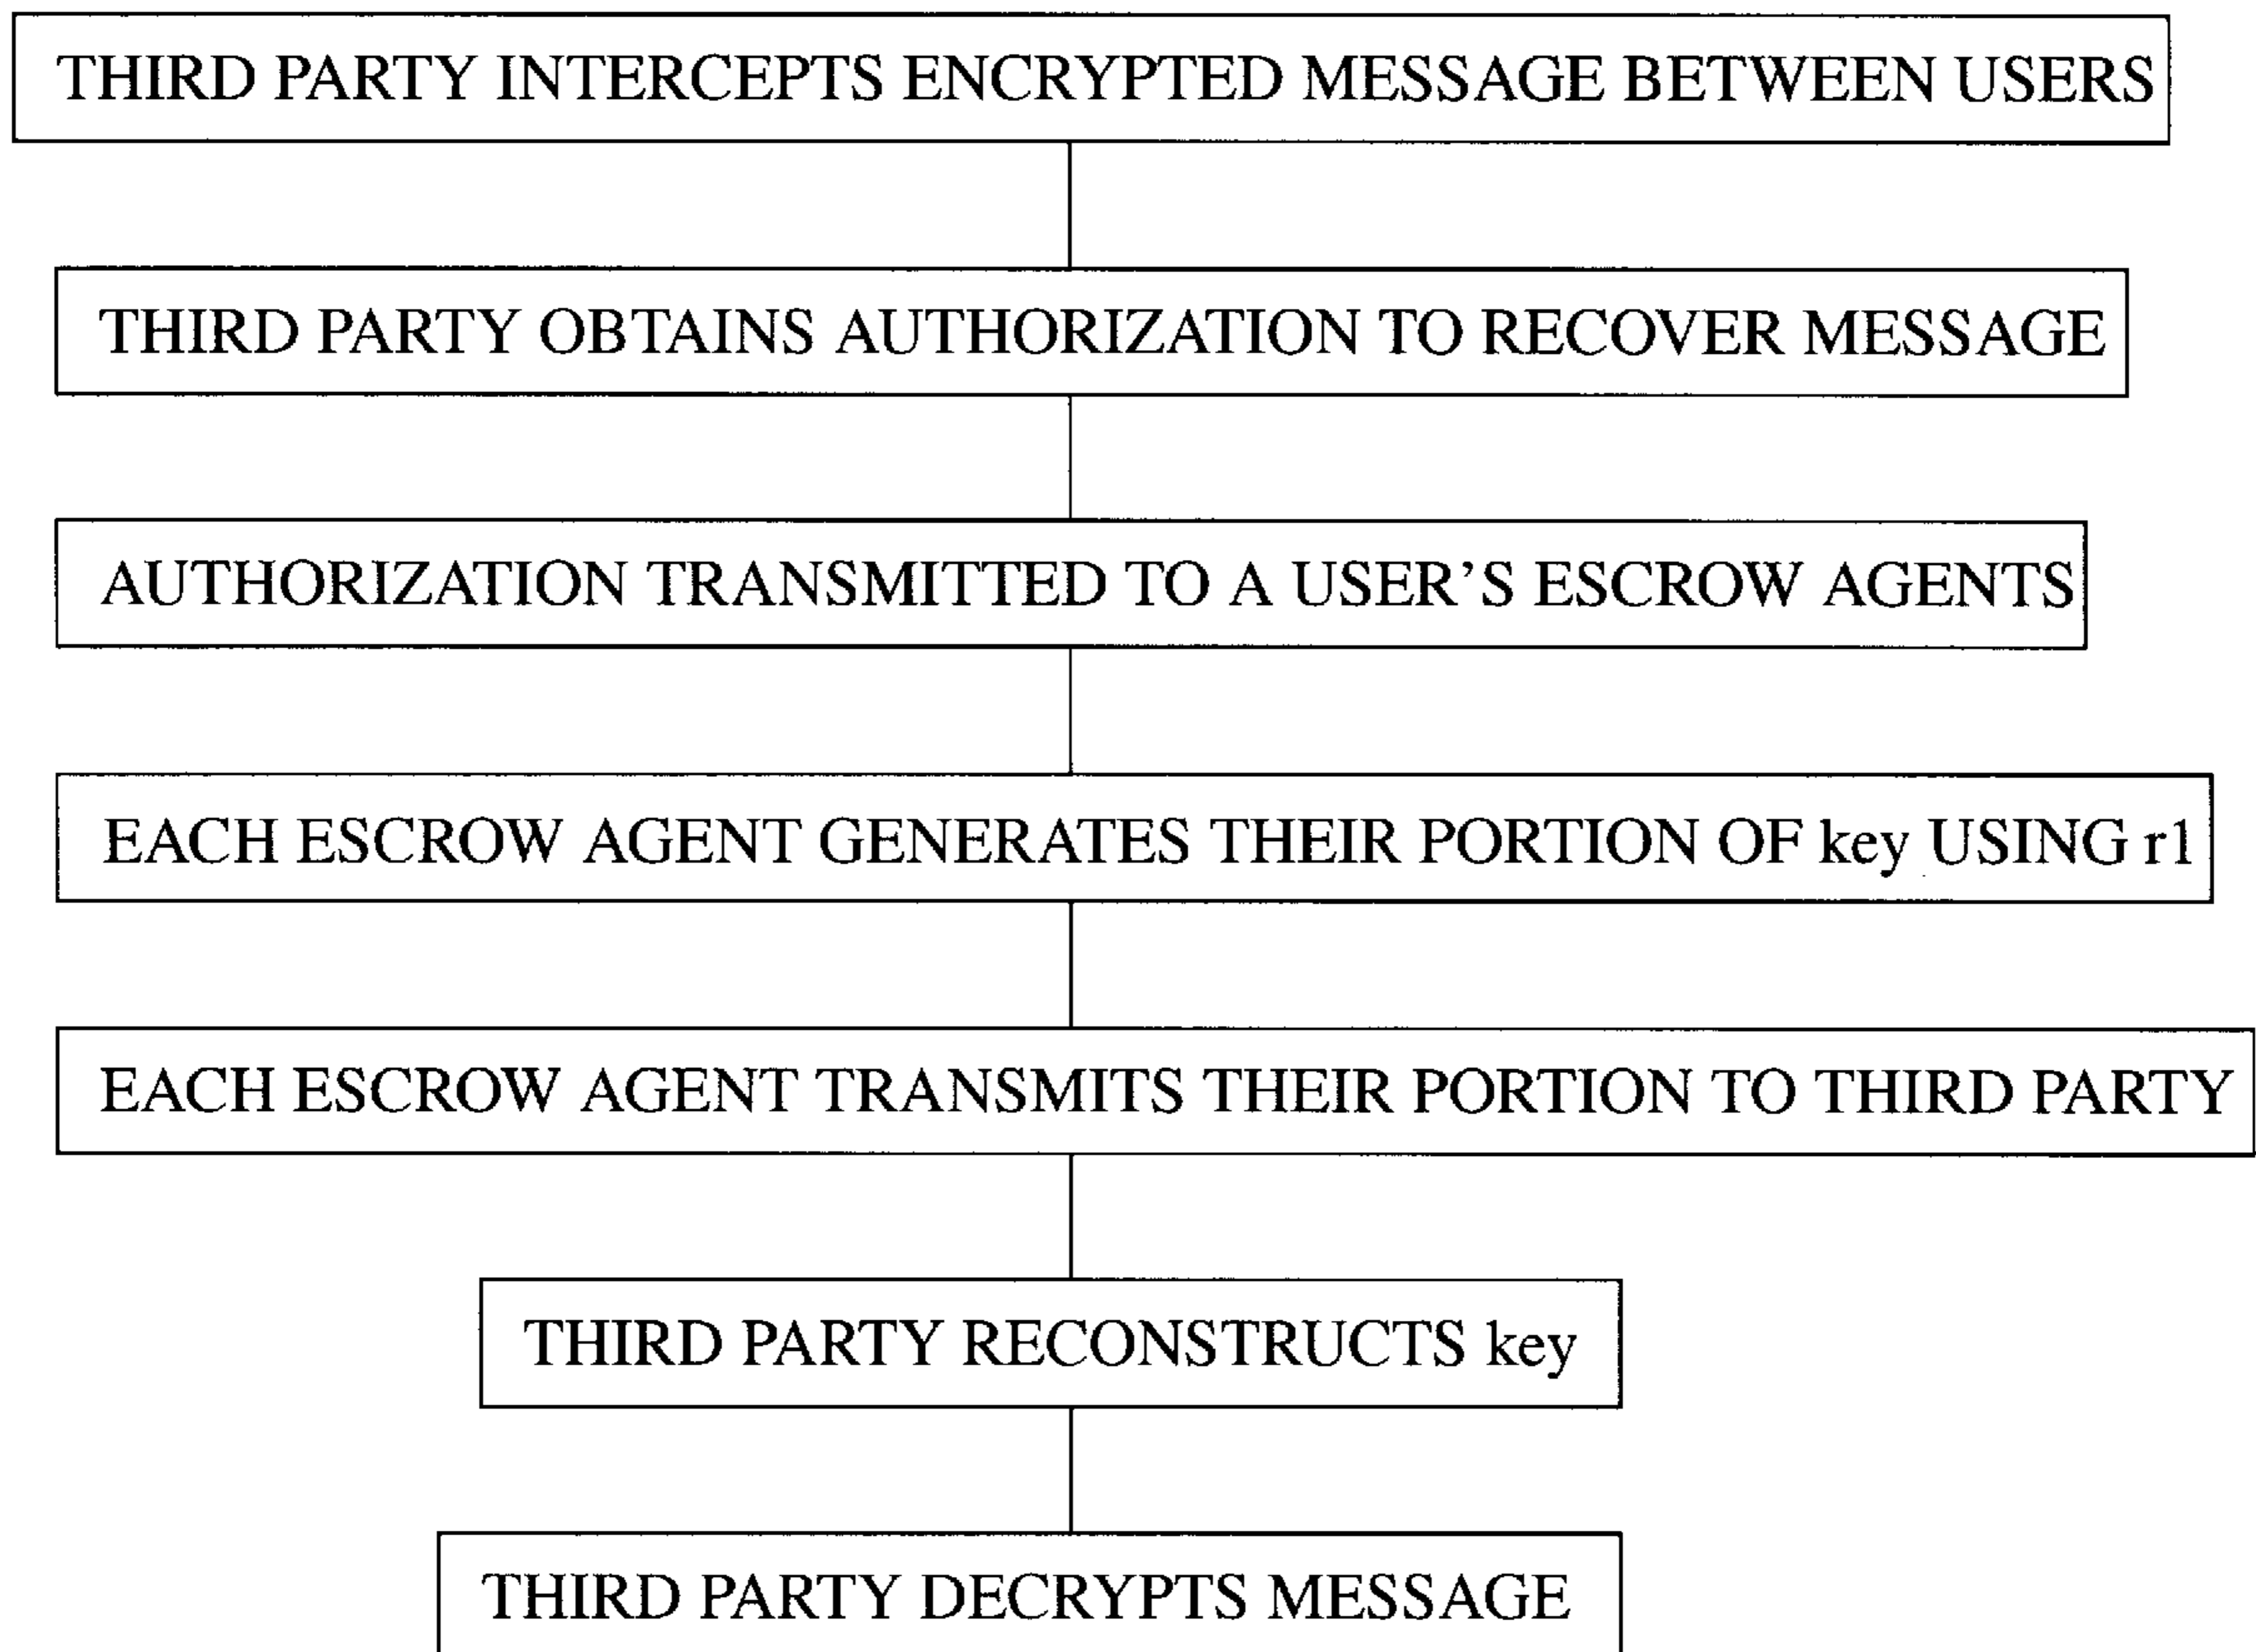 THIRD PARTY INTERCEPTS ENCRYPTED MESSAGE BETWEEN USERS
THIRD PARTY OBTAINS AUTHORIZATION TO RECOVER MESSAGE
AUTHORIZATION TRANSMITTED TO A USER’S ESCROW AGENTS
EACH ESCROW AGENT GENERATES THEIR PORTION OF key USING r1
EACH ESCROW AGENT TRANSMITS THEIR PORTION TO THIRD PARTY
THIRD PARTY RECONSTRUCTS key
THIRD PARTY DECRYPTS MESSAGE